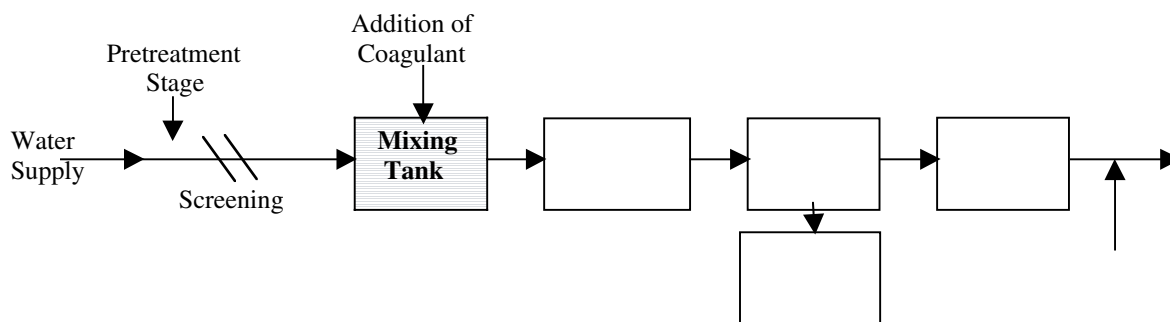 Addition of
Coagulant
Pretreatment
Stage
Water
Supply
Screening
Mixing
Tank